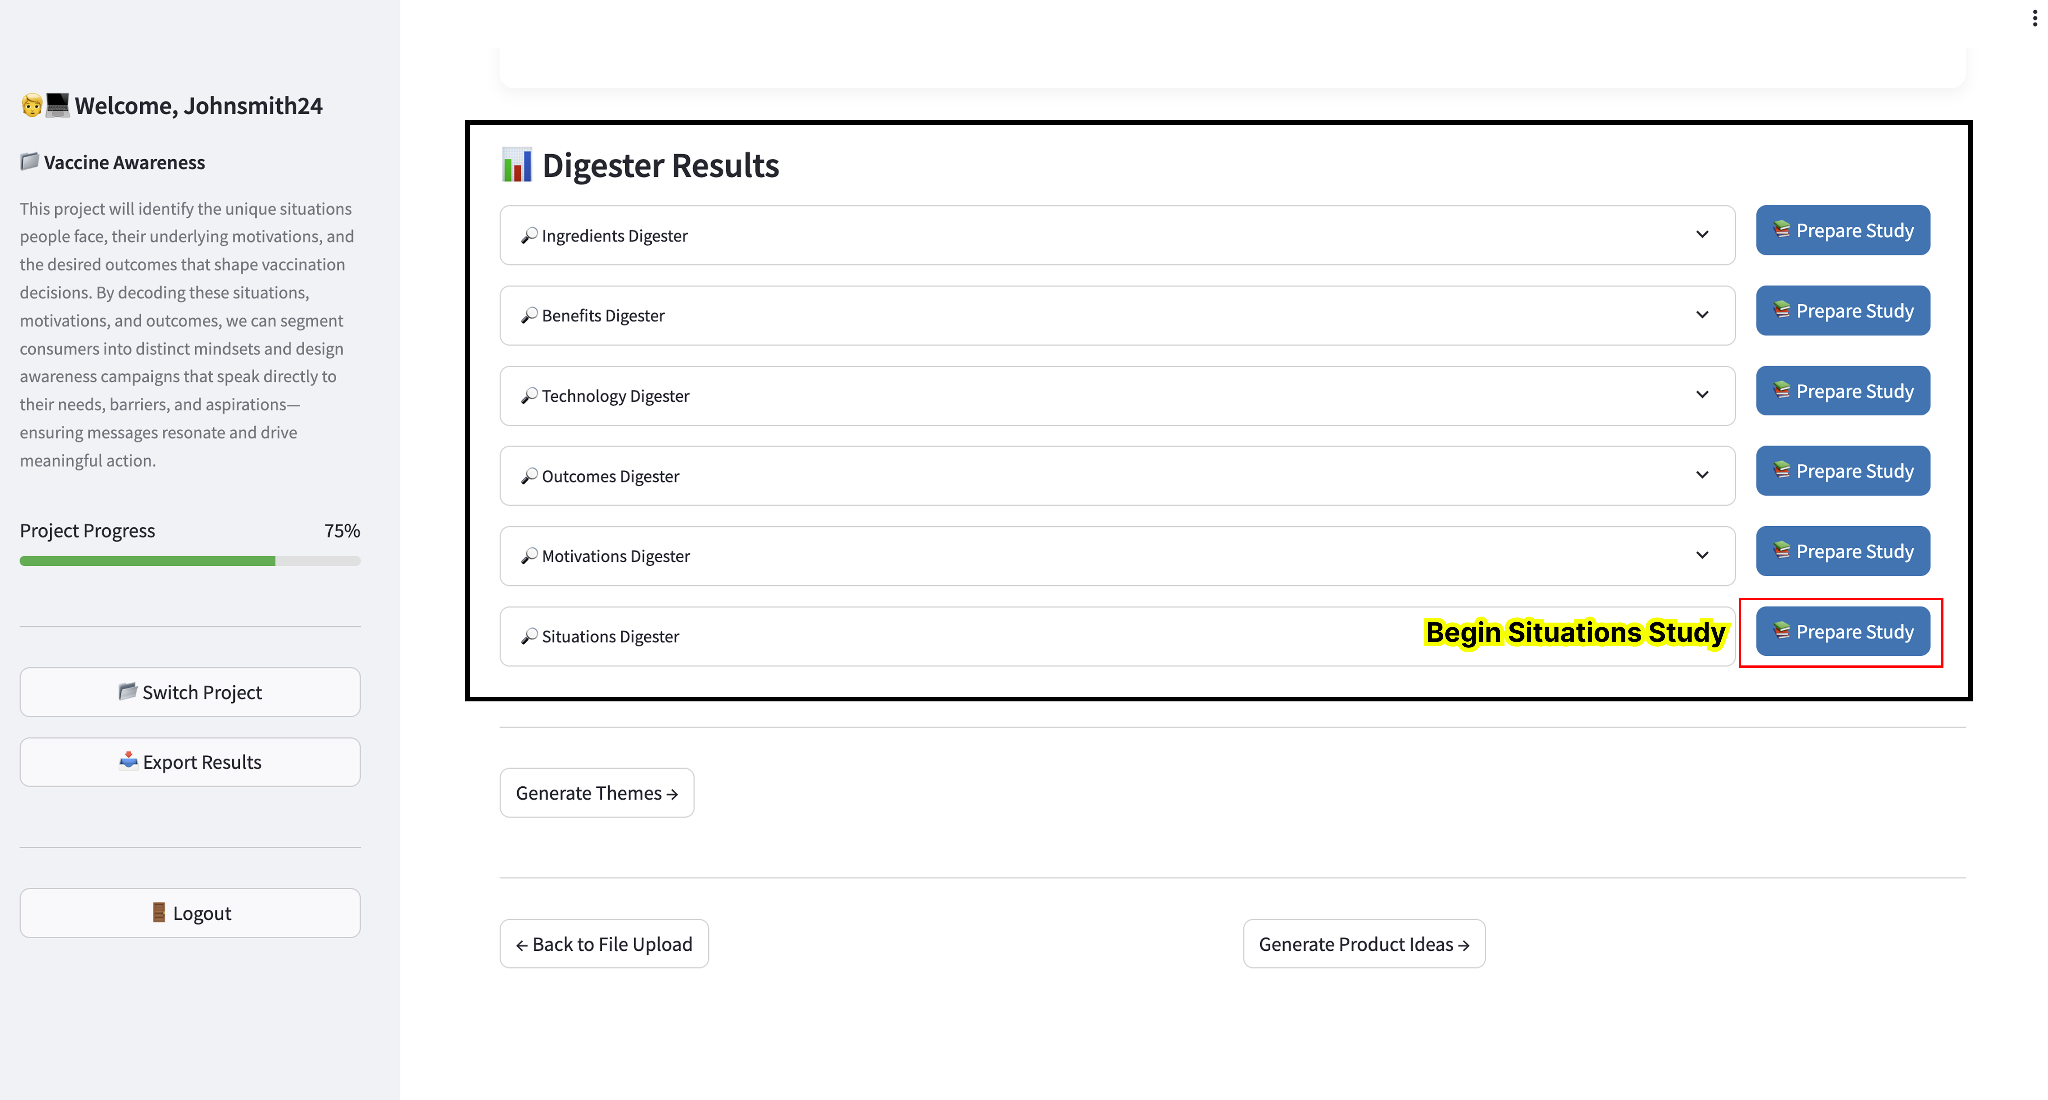 Welcome, Johnsmith24
Vaccine Awareness
This project will identify the unique situations
people face, their underlying motivations, and
the desired outcomes that shape vaccination
decisions. By decoding these situations,
motivations, and outcomes, we can segment
consumers into distinct mindsets and design
awareness campaigns that speak directly to
their needs, barriers, and aspirations—
ensuring messages resonate and drive
meaningful action.
Project Progress 75%
Switch Project
Export Results
Logout
Digester Results
Ingredients Digester
Prepare Study
Benefits Digester
Prepare Study
Technology Digester
Prepare Study
Outcomes Digester
Prepare Study
Motivations Digester
Prepare Study
Situations Digester
Begin Situations Study
Prepare Study
Generate Themes →
← Back to File Upload
Generate Product Ideas →